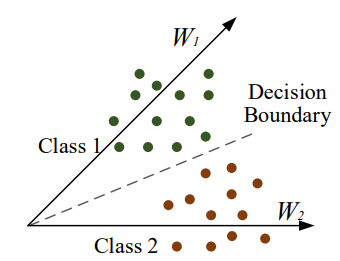 W1
Decision
Boundary
Class 1
W2
Class 2